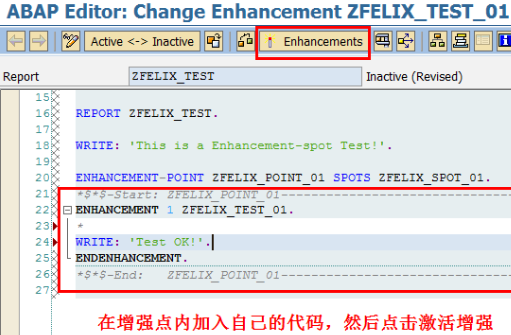 ABAP Editor: Change Enhancement ZFELIX_TEST_01
Active <-> Inactive Enhancements
Report ZFELIX_TEST Inactive (Revised)
15
16 REPORT ZFELIX_TEST.
17
18 WRITE: 'This is a Enhancement-spot Test!'.
19
20 ENHANCEMENT-POINT ZFELIX_POINT_01 SPOTS ZFELIX_SPOT_01.
21 *$*$-Start: ZFELIX_POINT_01----------------------------
22 ENHANCEMENT 1 ZFELIX_TEST_01.
23 *
24 WRITE: 'Test OK!'.
25 ENDENHANCEMENT.
26 *$*$-End: ZFELIX_POINT_01----------------------------
27
在增强点内加入自己的代码，然后点击激活增强